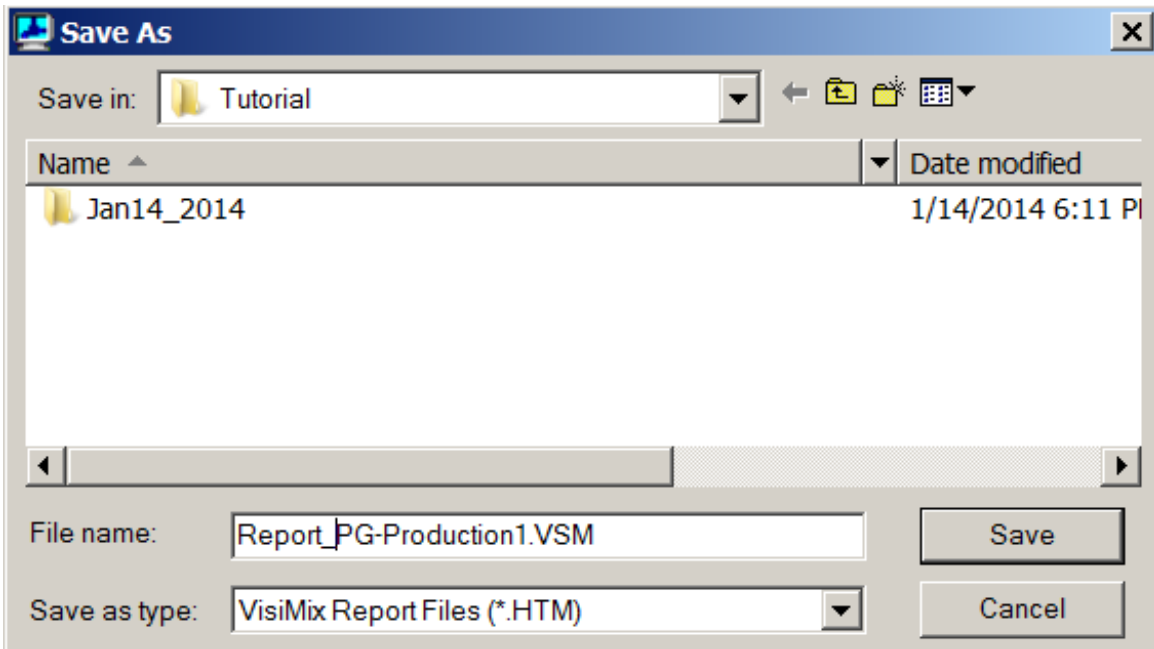 Save As
Save in: Tutorial
Name Date modified
Jan14_2014 1/14/2014 6:11 P
File name: Report_PG-Production1.VSM Save
Save as type: VisiMix Report Files (*.HTM) Cancel